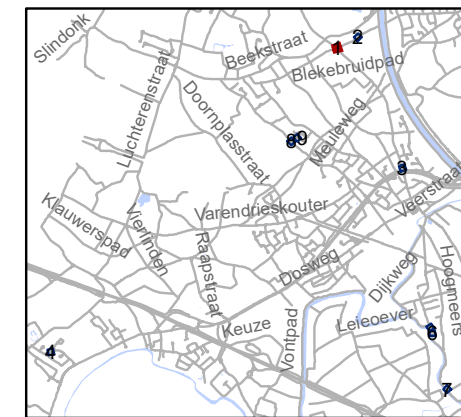 Slindonk
Beekstraat
1
2
Blekebruidpad
Luchterenstraat
Doornplasstraat
Meuleweg
9
3
Veerstraat
Klauwerspad
Vierlinden
Varendrieskouter
Raapstraat
Dosweg
Dijkweg
Hoogmeers
Keuze
Vontpad
Leieoever
4
7